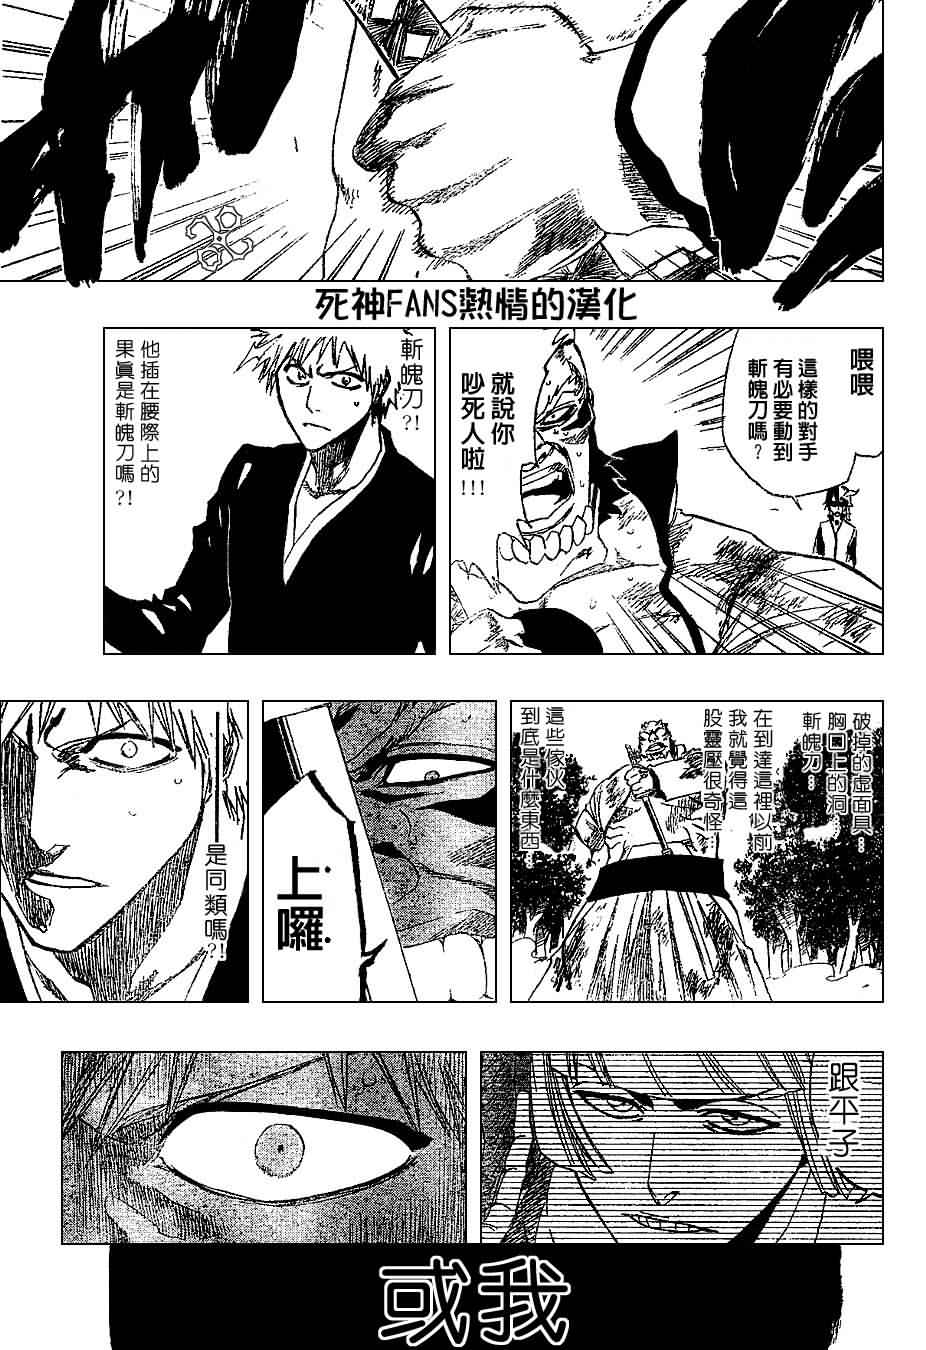 死神FANS熱情的漢化
喂喂
這樣的對手
有必要動到
斬魄刀嗎?
就說你
吵死人啦
!!!
斬魄刀?!
他插在腰際上的
果眞是斬魄刀嗎?!
破掉的虛面具…
胸口上的洞…
斬魄刀…
在到達這裡以前
我就覺得這
股靈壓很奇怪…
這些傢伙
到底是什麼東西…
上囉
是同類嗎?!
跟平子
或我